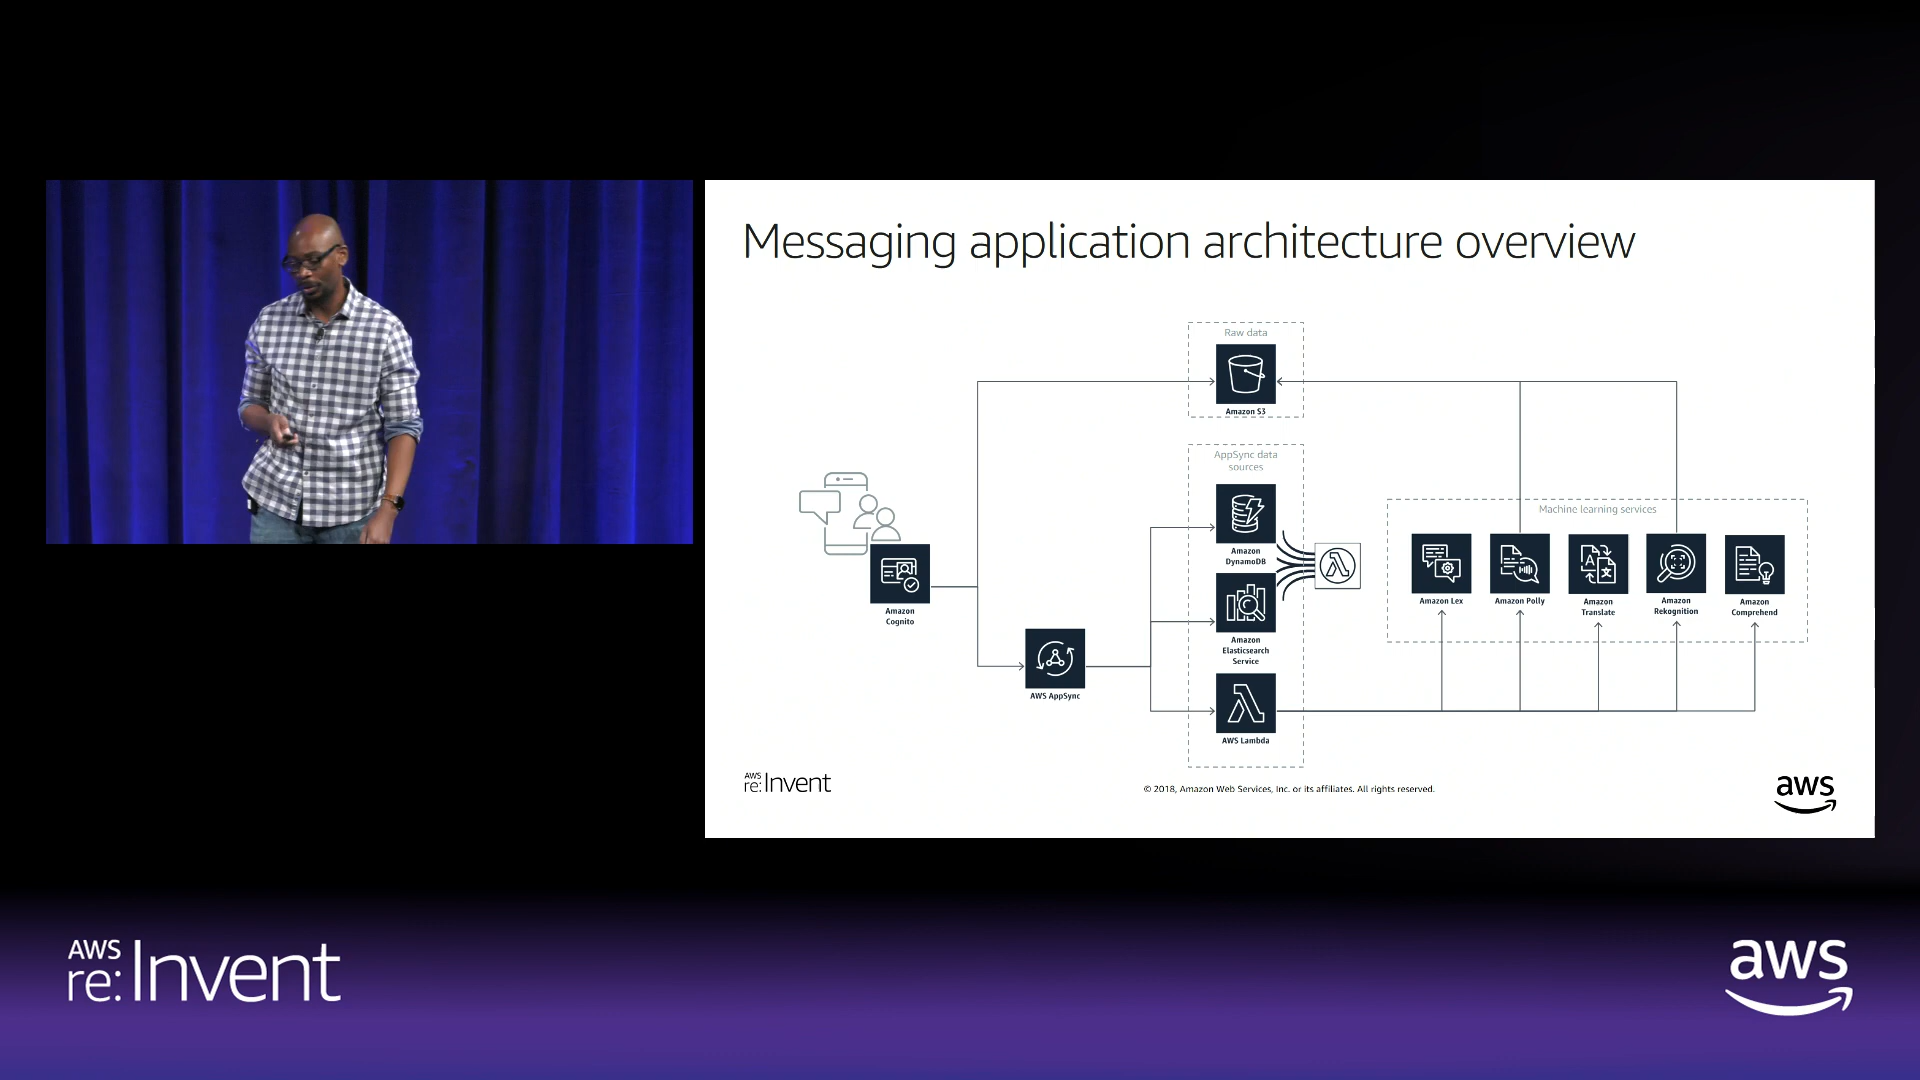 Messaging application architecture overview
Raw data
Amazon S3
AppSync data
sources
Amazon
DynamoDB
Amazon
Elasticsearch
Service
AWS Lambda
Amazon
Cognito
AWS AppSync
Machine learning services
Amazon Lex
Amazon Polly
Amazon
Translate
Amazon
Rekognition
Amazon
Comprehend
AWS
re:Invent
© 2018, Amazon Web Services, Inc. or its affiliates. All rights reserved.
aws
AWS
re:Invent
aws